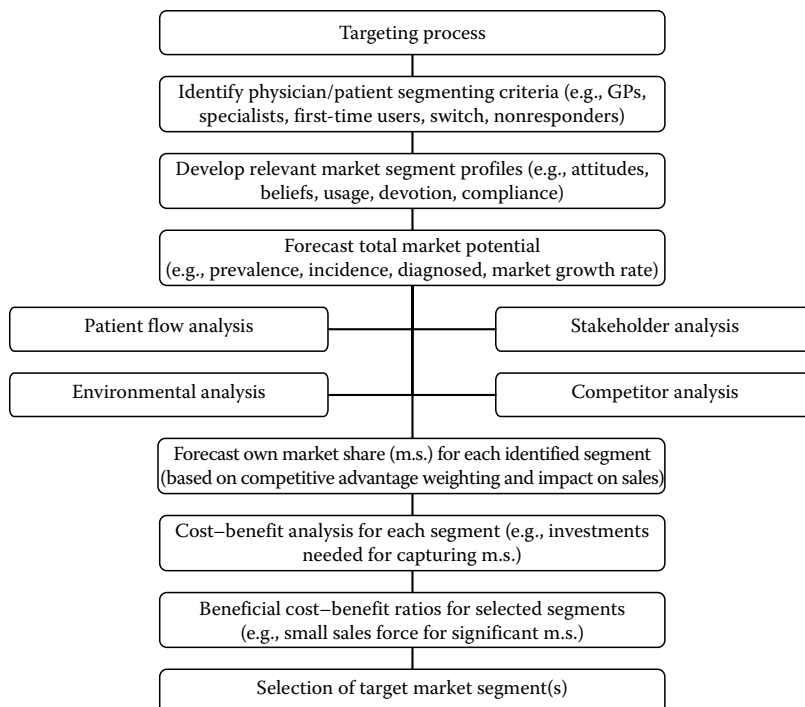 Targeting process
Identify physician/patient segmenting criteria (e.g., GPs,
specialists, first-time users, switch, nonresponders)
Develop relevant market segment profiles (e.g., attitudes,
beliefs, usage, devotion, compliance)
Forecast total market potential
(e.g., prevalence, incidence, diagnosed, market growth rate)
Patient flow analysis
Stakeholder analysis
Environmental analysis
Competitor analysis
Forecast own market share (m.s.) for each identified segment
(based on competitive advantage weighting and impact on sales)
Cost–benefit analysis for each segment (e.g., investments
needed for capturing m.s.)
Beneficial cost–benefit ratios for selected segments
(e.g., small sales force for significant m.s.)
Selection of target market segment(s)